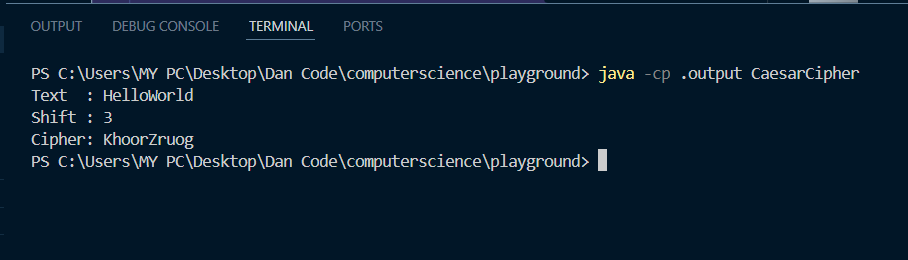 OUTPUT DEBUG CONSOLE TERMINAL PORTS
PS C:\Users\MY PC\Desktop\Dan Code\computerscience\playground> java -cp .output CaesarCipher
Text  : HelloWorld
Shift : 3
Cipher: KhoorZruog
PS C:\Users\MY PC\Desktop\Dan Code\computerscience\playground>